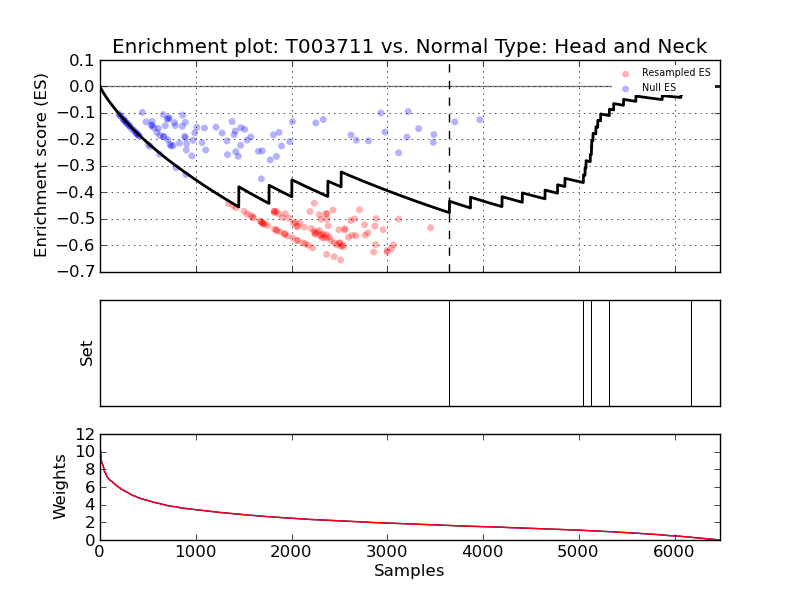 Enrichment plot: T003711 vs. Normal Type: Head and Neck
0.1
0.0
−0.1
−0.2
−0.3
−0.4
−0.5
−0.6
−0.7
Enrichment score (ES)
Resampled ES
Null ES
Set
12
10
8
6
4
2
0
Weights
0 1000 2000 3000 4000 5000 6000
Samples